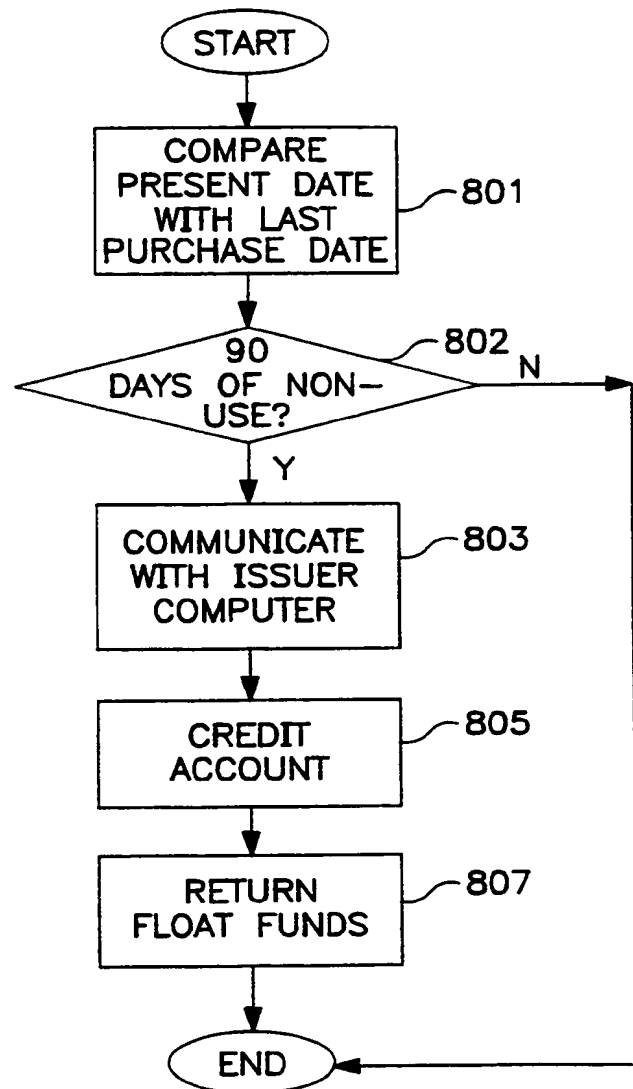 START
COMPARE
PRESENT DATE
WITH LAST
PURCHASE DATE
801
90
DAYS OF NON-
USE?
802
N
Y
COMMUNICATE
WITH ISSUER
COMPUTER
803
CREDIT
ACCOUNT
805
RETURN
FLOAT FUNDS
807
END